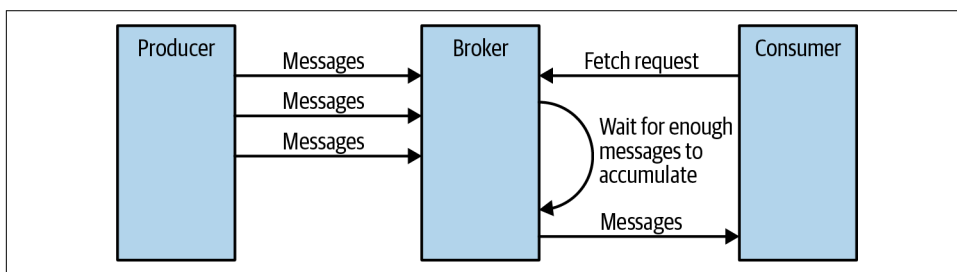 Producer
Broker
Consumer
Messages
Messages
Messages
Fetch request
Wait for enough
messages to
accumulate
Messages